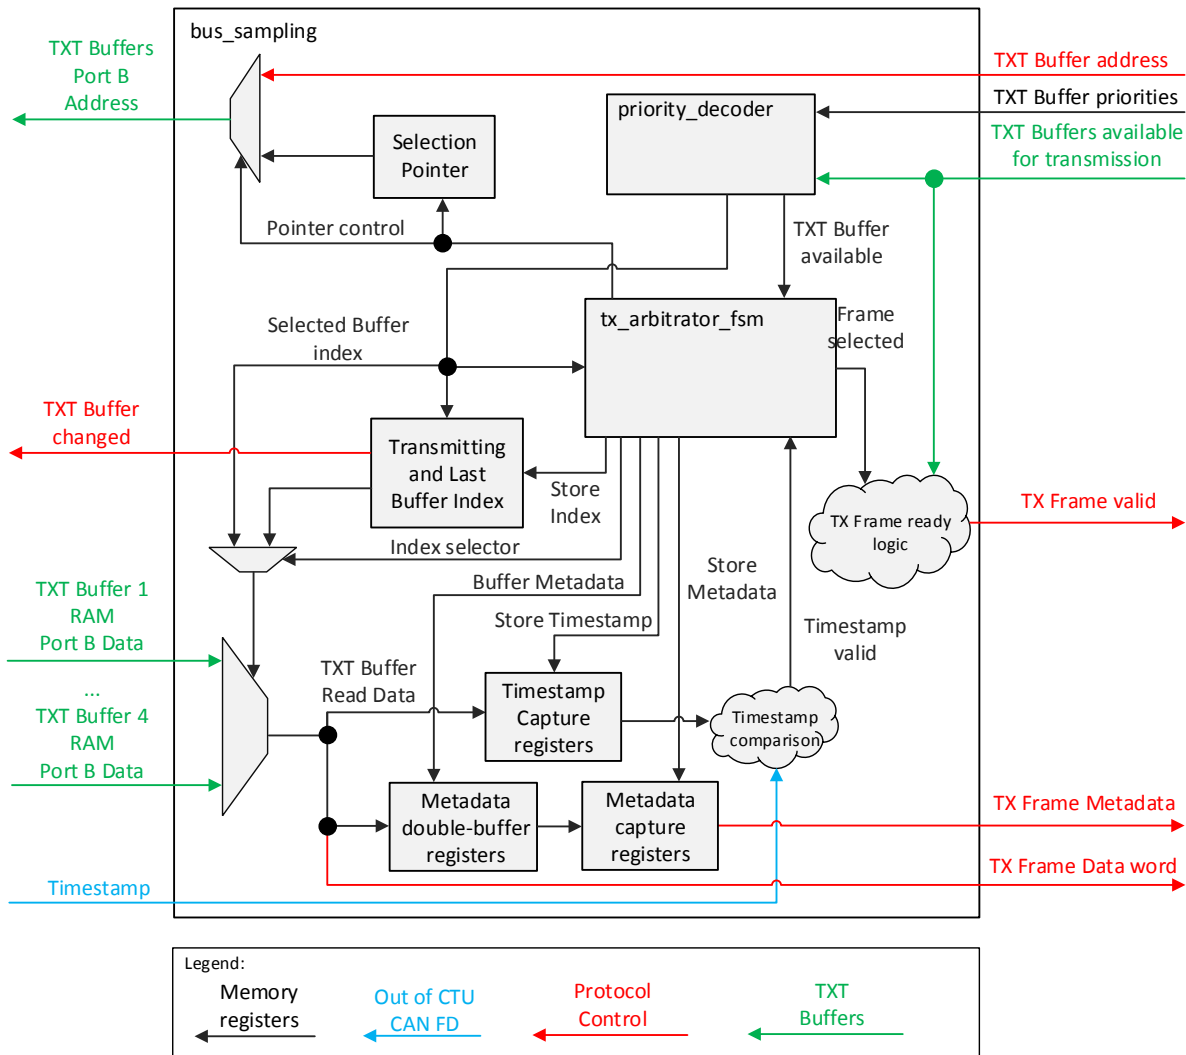 bus_sampling
TXT Buffers
Port B
Address
TXT Buffer address
TXT Buffer priorities
TXT Buffers available
for transmission
priority_decoder
Selection
Pointer
Pointer control
TXT Buffer
available
tx_arbitrator_fsm
Frame
selected
Selected Buffer
index
TXT Buffer
changed
Transmitting
and Last
Buffer Index
Store
Index
TX Frame ready
logic
TX Frame valid
Index selector
Buffer Metadata
Store
Metadata
Store Timestamp
Timestamp
valid
TXT Buffer 1
RAM
Port B Data
...
TXT Buffer 4
RAM
Port B Data
TXT Buffer
Read Data
Timestamp
Capture
registers
Timestamp
comparison
Metadata
double-buffer
registers
Metadata
capture
registers
TX Frame Metadata
TX Frame Data word
Timestamp
Legend:
Memory
registers
Out of CTU
CAN FD
Protocol
Control
TXT
Buffers